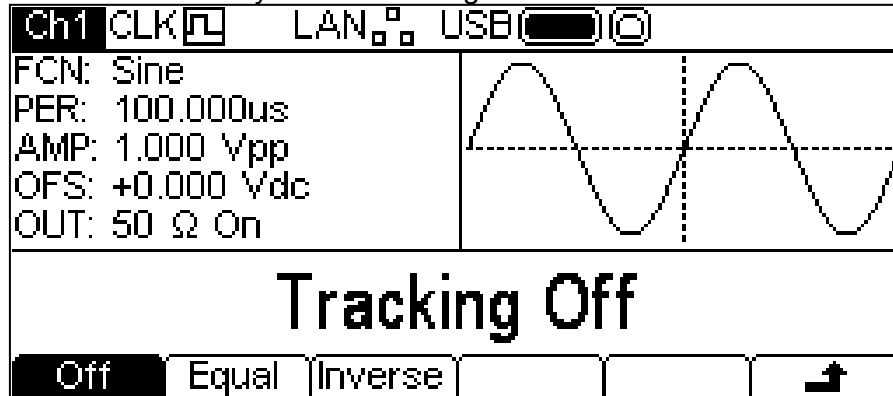 Ch1 CLK LAN USB
FCN: Sine
PER: 100.000us
AMP: 1.000 Vpp
OFS: +0.000 Vdc
OUT: 50 Ω On
Tracking Off
Off Equal Inverse